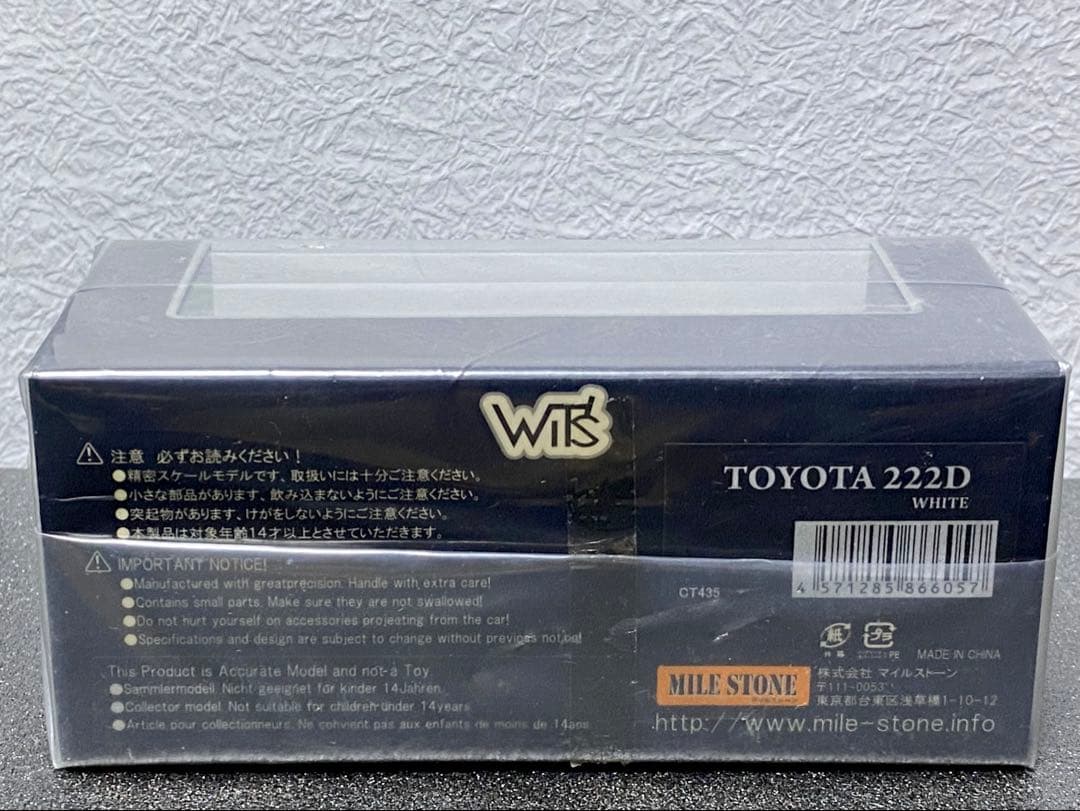 WIT'S
注意 必ずお読みください！
●精密スケールモデルです、取扱いには十分ご注意ください。
●小さな部品があります、飲み込まないようにご注意ください。
●突起物があります、けがをしないようにご注意ください。
●本製品は対象年齢14才以上とさせていただきます。
IMPORTANT NOTICE!
●Manufactured with greatprecision. Handle with extra care!
●Contains small parts. Make sure they are not swallowed!
●Do not hurt yourself on accessories projeating from the car!
●Specifications and design are subject to change without previous notice!
This Product is Accurate Model and not a Toy
●Sammlermodell. Nicht geeignet für kinder 14Jahren.
●Collector model. Not suitable for children under 14years
●Article pour collectionneurs. Ne convient pas aux enfants de moins de 14ans
TOYOTA 222D
WHITE
4 571285 866057
CT435
紙
外箱
プラ
PE
MADE IN CHINA
MILE STONE
株式会社 マイルストーン
〒111-0053
東京都台東区浅草橋1-10-12
http://www.mile-stone.info